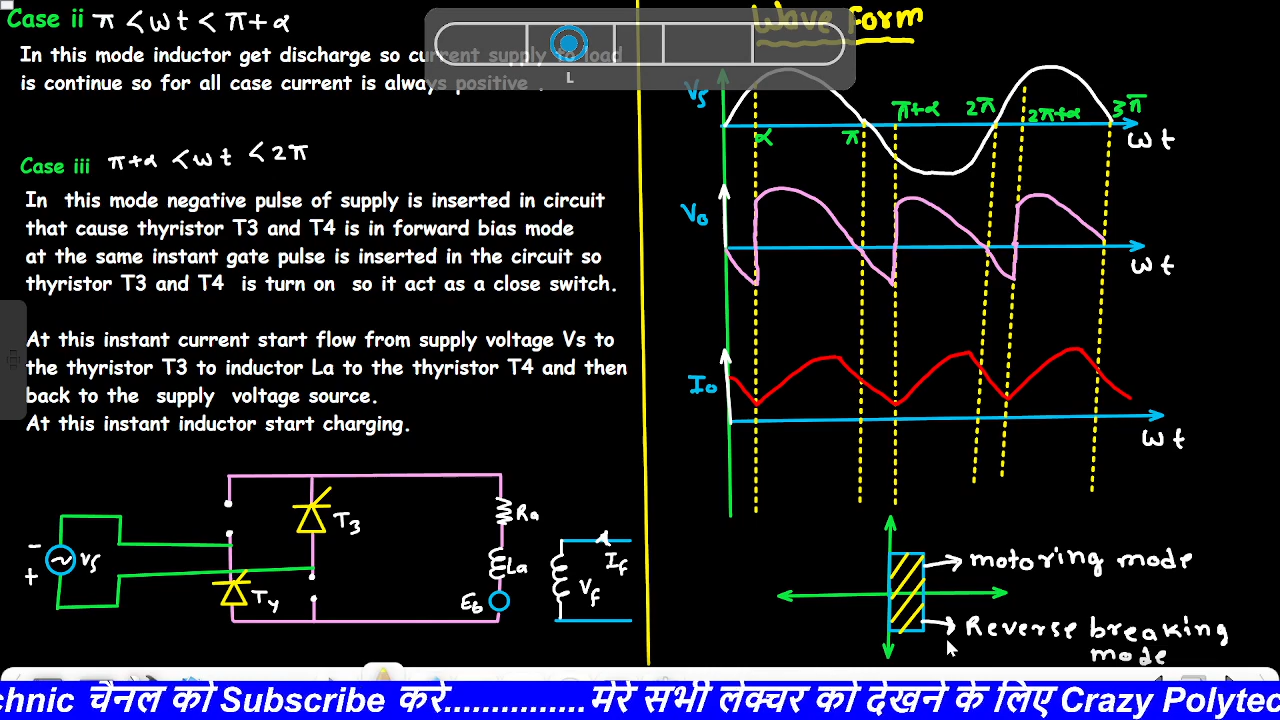 Case ii π < ωt < π+α
In this mode inductor get discharge so current supply to load
is continue so for all case current is always positive .
Case iii π+α < ωt < 2π
In this mode negative pulse of supply is inserted in circuit
that cause thyristor T3 and T4 is in forward bias mode
at the same instant gate pulse is inserted in the circuit so
thyristor T3 and T4 is turn on so it act as a close switch.
At this instant current start flow from supply voltage Vs to
the thyristor T3 to inductor La to the thyristor T4 and then
back to the supply voltage source.
At this instant inductor start charging.
- Vs +
T3
T4
Ra
La
Eb
If
Vf
Wave Form
L
Vs
α π π+α 2π 2π+α 3π
ωt
Vo
ωt
Io
ωt
motoring mode
Reverse breaking
mode
chnic चैनल को Subscribe करे...............मेरे सभी लेक्चर को देखने के लिए Crazy Polytec